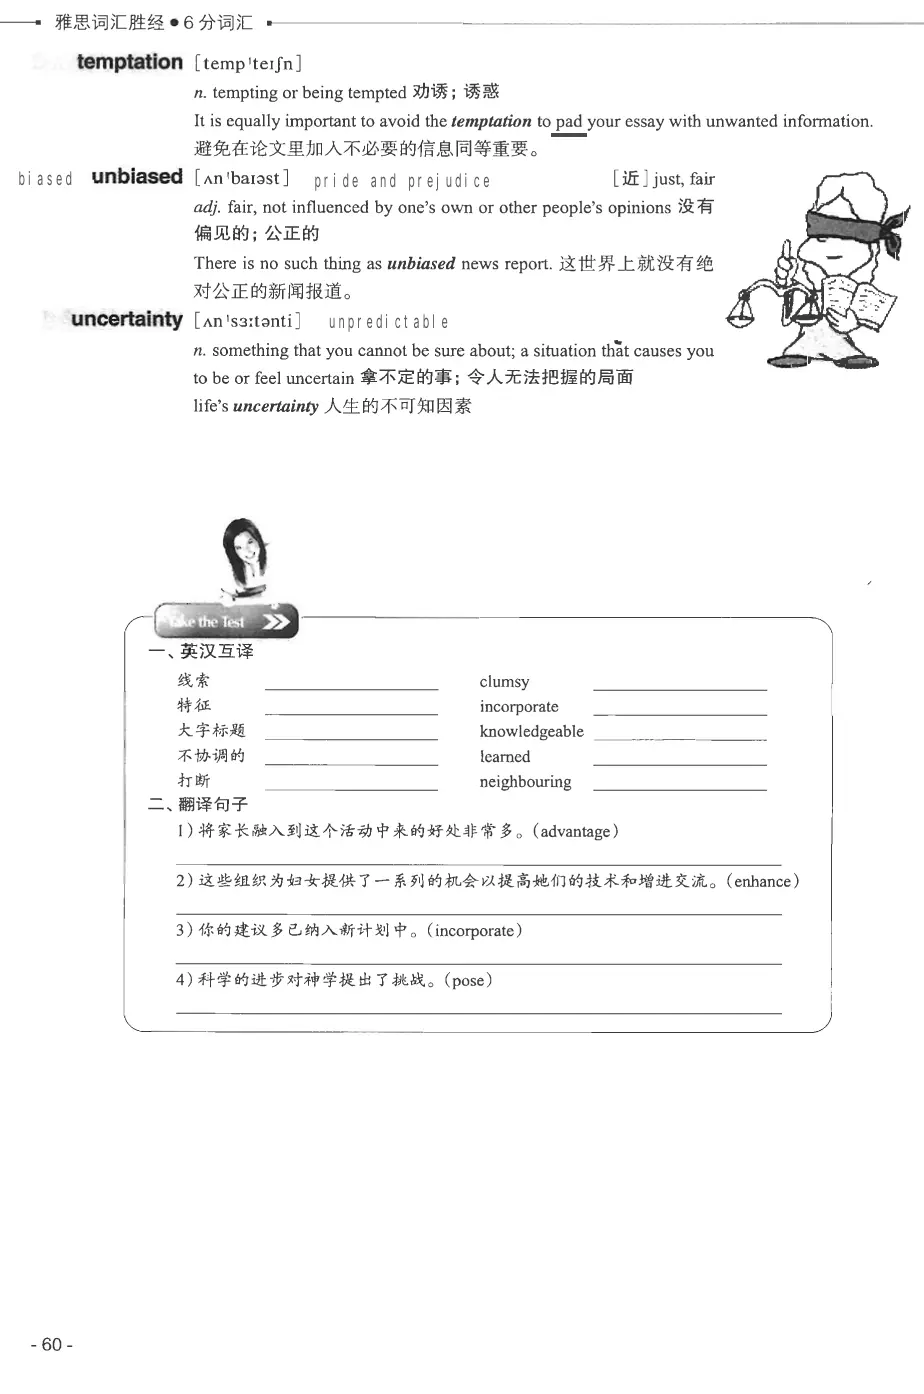 雅思词汇胜经●6分词汇
temptation [temp'teɪʃn]
n. tempting or being tempted 劝诱；诱惑
It is equally important to avoid the temptation to pad your essay with unwanted information.
避免在论文里加入不必要的信息同等重要。
biased unbiased [ʌn'baɪəst] pride and prejudice [近] just, fair
adj. fair, not influenced by one's own or other people's opinions 没有
偏见的；公正的
There is no such thing as unbiased news report. 这世界上就没有绝
对公正的新闻报道。
uncertainty [ʌn'sɜːtənti] unpredictable
n. something that you cannot be sure about; a situation that causes you
to be or feel uncertain 拿不定的事；令人无法把握的局面
life's uncertainty 人生的不可知因素
Take the Test
一、英汉互译
线索 clumsy
特征 incorporate
大字标题 knowledgeable
不协调的 learned
打断 neighbouring
二、翻译句子
1）将家长融入到这个活动中来的好处非常多。（advantage）
2）这些组织为妇女提供了一系列的机会以提高她们的技术和增进交流。（enhance）
3）你的建议多已纳入新计划中。（incorporate）
4）科学的进步对神学提出了挑战。（pose）
- 60 -